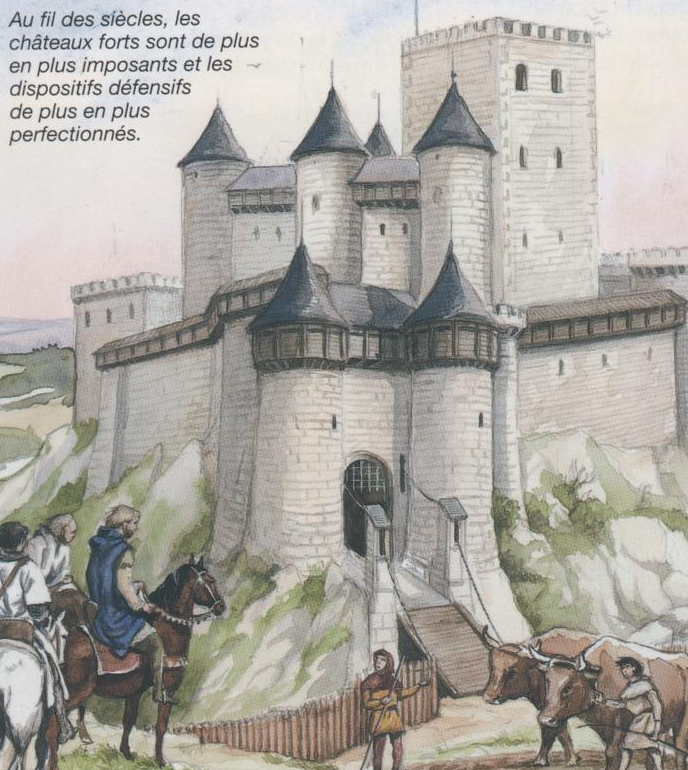 Au fil des siècles, les
châteaux forts sont de plus
en plus imposants et les
dispositifs défensifs
de plus en plus
perfectionnés.